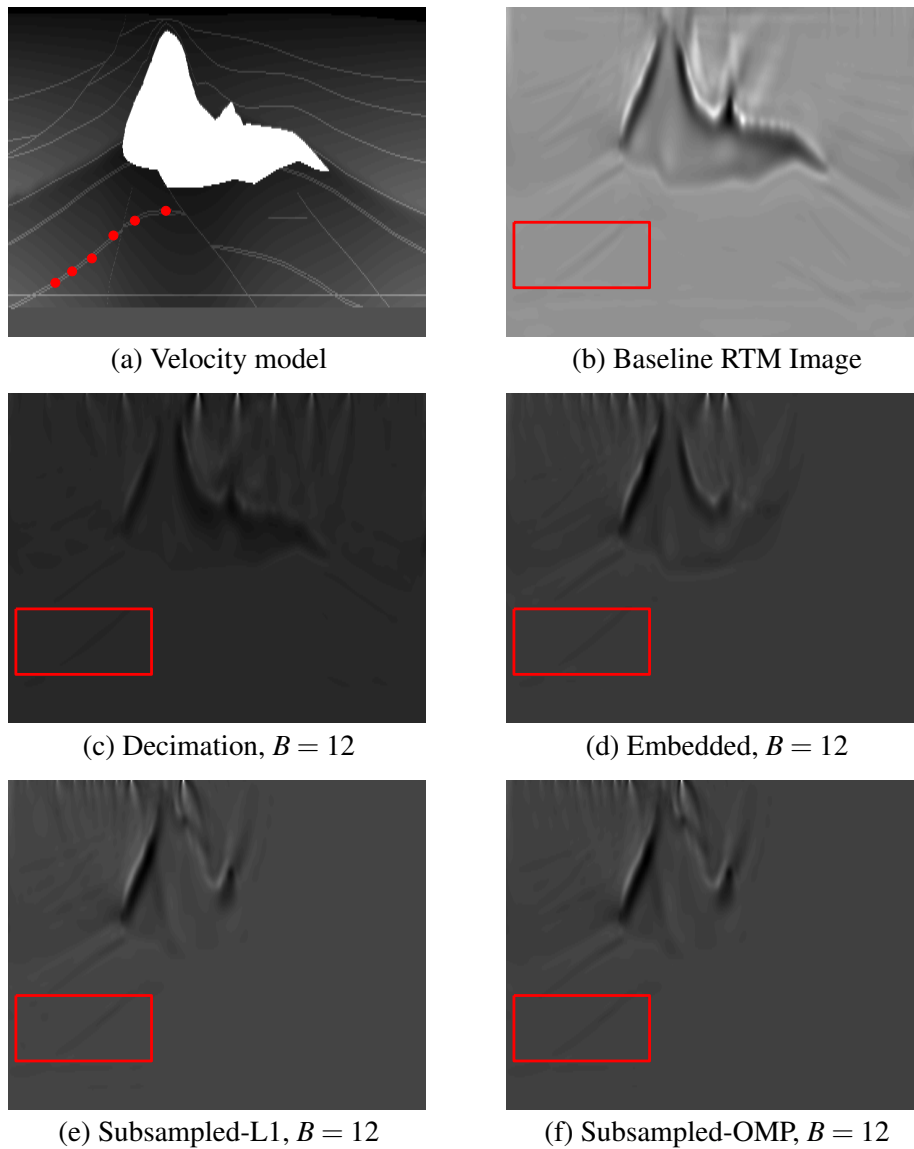 (a) Velocity model
(b) Baseline RTM Image
(c) Decimation, B = 12
(d) Embedded, B = 12
(e) Subsampled-L1, B = 12
(f) Subsampled-OMP, B = 12